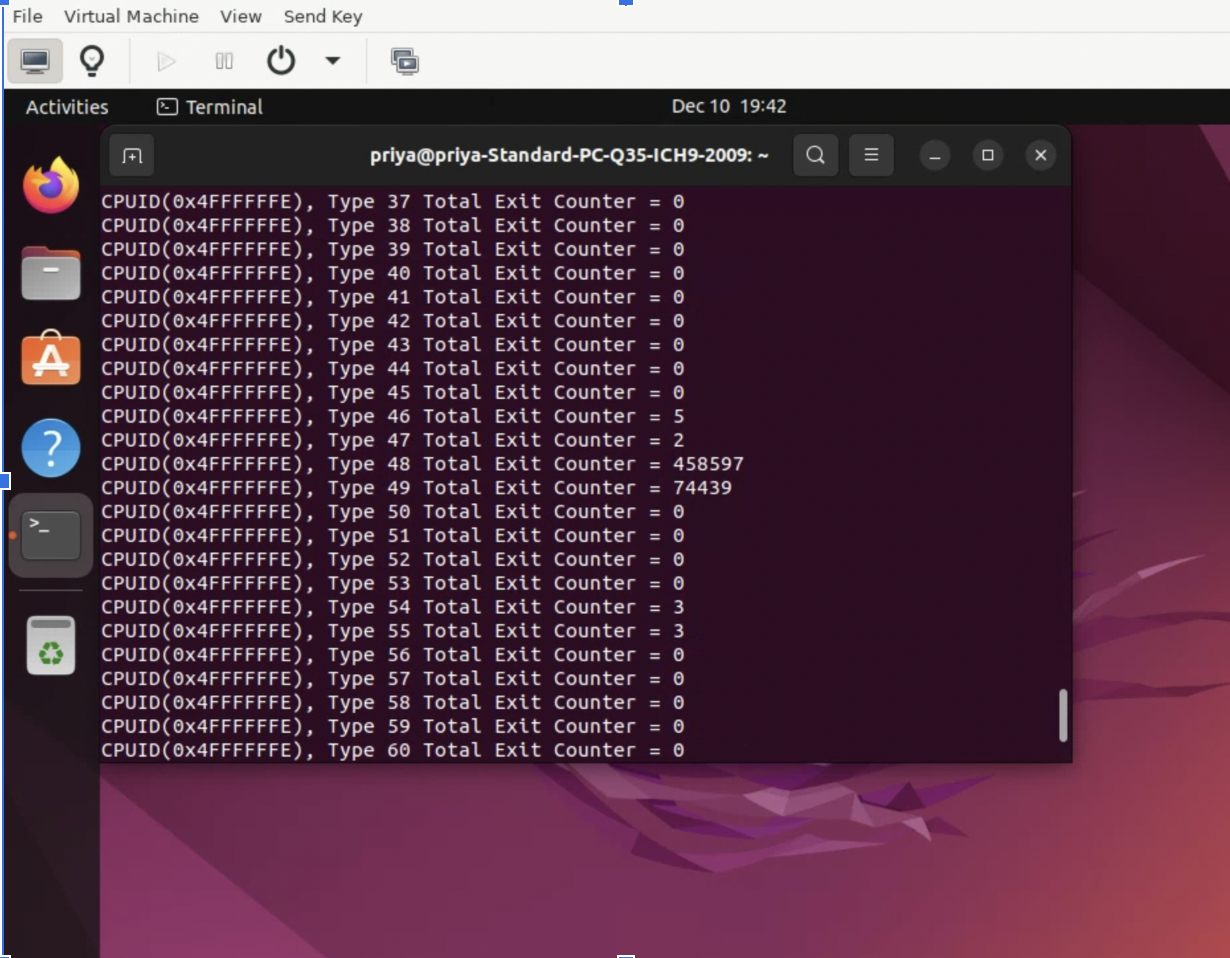 File Virtual Machine View Send Key
Activities Terminal Dec 10 19:42
priya@priya-Standard-PC-Q35-ICH9-2009: ~
CPUID(0x4FFFFFFE), Type 37 Total Exit Counter = 0
CPUID(0x4FFFFFFE), Type 38 Total Exit Counter = 0
CPUID(0x4FFFFFFE), Type 39 Total Exit Counter = 0
CPUID(0x4FFFFFFE), Type 40 Total Exit Counter = 0
CPUID(0x4FFFFFFE), Type 41 Total Exit Counter = 0
CPUID(0x4FFFFFFE), Type 42 Total Exit Counter = 0
CPUID(0x4FFFFFFE), Type 43 Total Exit Counter = 0
CPUID(0x4FFFFFFE), Type 44 Total Exit Counter = 0
CPUID(0x4FFFFFFE), Type 45 Total Exit Counter = 0
CPUID(0x4FFFFFFE), Type 46 Total Exit Counter = 5
CPUID(0x4FFFFFFE), Type 47 Total Exit Counter = 2
CPUID(0x4FFFFFFE), Type 48 Total Exit Counter = 458597
CPUID(0x4FFFFFFE), Type 49 Total Exit Counter = 74439
CPUID(0x4FFFFFFE), Type 50 Total Exit Counter = 0
CPUID(0x4FFFFFFE), Type 51 Total Exit Counter = 0
CPUID(0x4FFFFFFE), Type 52 Total Exit Counter = 0
CPUID(0x4FFFFFFE), Type 53 Total Exit Counter = 0
CPUID(0x4FFFFFFE), Type 54 Total Exit Counter = 3
CPUID(0x4FFFFFFE), Type 55 Total Exit Counter = 3
CPUID(0x4FFFFFFE), Type 56 Total Exit Counter = 0
CPUID(0x4FFFFFFE), Type 57 Total Exit Counter = 0
CPUID(0x4FFFFFFE), Type 58 Total Exit Counter = 0
CPUID(0x4FFFFFFE), Type 59 Total Exit Counter = 0
CPUID(0x4FFFFFFE), Type 60 Total Exit Counter = 0